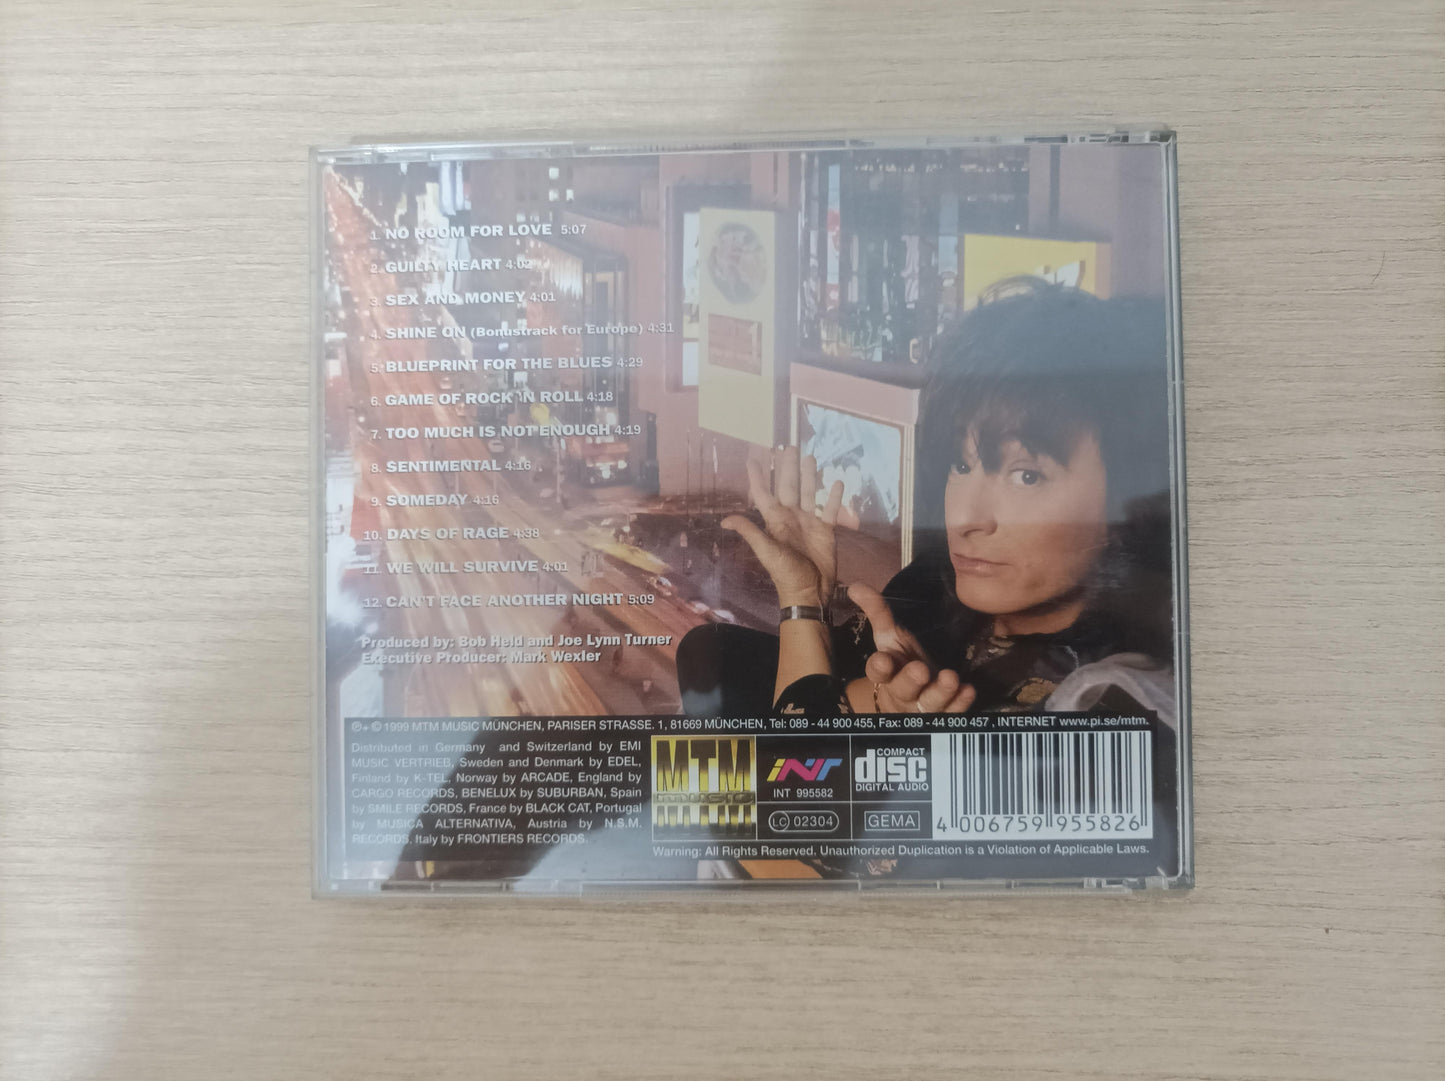 1. NO ROOM FOR LOVE 5:07
2. GUILTY HEART 4:02
3. SEX AND MONEY 4:01
4. SHINE ON (Bonustrack for Europe) 4:31
5. BLUEPRINT FOR THE BLUES 4:29
6. GAME OF ROCK 'N ROLL 4:18
7. TOO MUCH IS NOT ENOUGH 4:19
8. SENTIMENTAL 4:16
9. SOMEDAY 4:16
10. DAYS OF RAGE 4:38
11. WE WILL SURVIVE 4:01
12. CAN'T FACE ANOTHER NIGHT 5:09
Produced by: Bob Held and Joe Lynn Turner
Executive Producer: Mark Wexler
℗ + © 1999 MTM MUSIC MÜNCHEN, PARISER STRASSE. 1, 81669 MÜNCHEN, Tel: 089 - 44 900 455, Fax: 089 - 44 900 457 , INTERNET www.pi.se/mtm.
Distributed in Germany and Switzerland by EMI
MUSIC VERTRIEB, Sweden and Denmark by EDEL,
Finland by K-TEL, Norway by ARCADE, England by
CARGO RECORDS, BENELUX by SUBURBAN, Spain
by SMILE RECORDS, France by BLACK CAT, Portugal
by MUSICA ALTERNATIVA, Austria by N.S.M.
RECORDS, Italy by FRONTIERS RECORDS.
MTM
MUSIC
INT
INT 995582
LC 02304
COMPACT
disc
DIGITAL AUDIO
GEMA
4 006759 955826
Warning: All Rights Reserved. Unauthorized Duplication is a Violation of Applicable Laws.